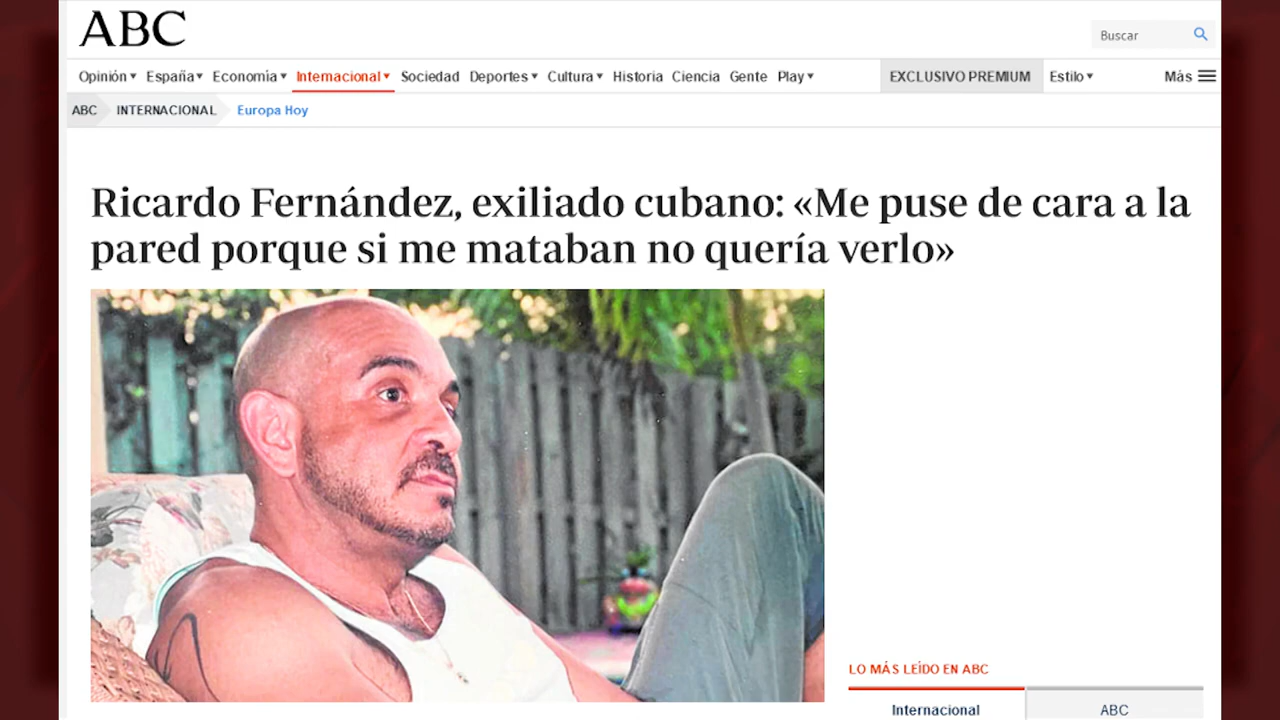 ABC
Buscar
Opinión España Economía Internacional Sociedad Deportes Cultura Historia Ciencia Gente Play EXCLUSIVO PREMIUM Estilo Más
ABC INTERNACIONAL Europa Hoy
Ricardo Fernández, exiliado cubano: «Me puse de cara a la
pared porque si me mataban no quería verlo»
LO MÁS LEÍDO EN ABC
Internacional ABC